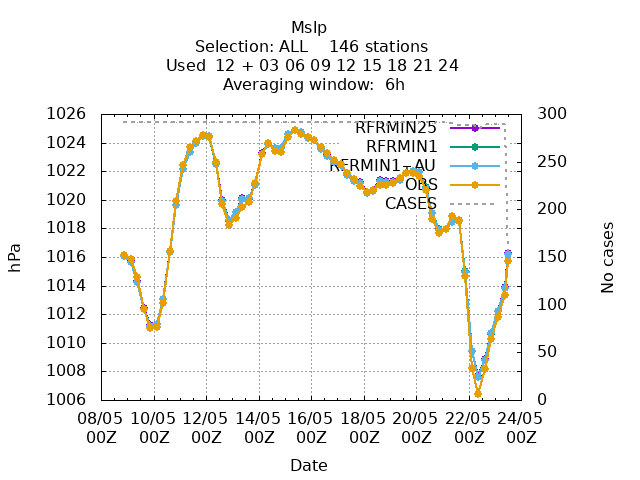 Mslp
Selection: ALL    146 stations
Used  12 + 03 06 09 12 15 18 21 24
Averaging window:  6h
1026
1024
1022
1020
1018
1016
1014
1012
1010
1008
1006
hPa
300
250
200
150
100
50
0
No cases
RFRMIN25
RFRMIN1
RFRMIN1-AU
OBS
CASES
08/05 10/05 12/05 14/05 16/05 18/05 20/05 22/05 24/05
00Z 00Z 00Z 00Z 00Z 00Z 00Z 00Z 00Z
Date